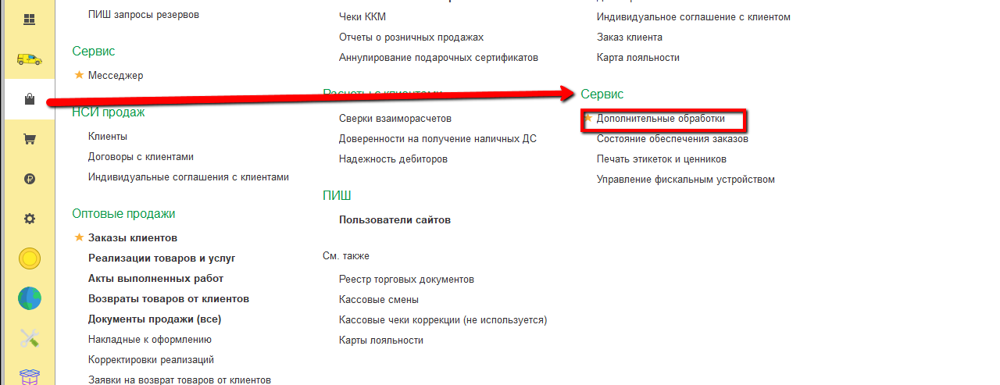 ПИШ запросы резервов
Сервис
Месседжер
НСИ продаж
Клиенты
Договоры с клиентами
Индивидуальные соглашения с клиентами
Оптовые продажи
Заказы клиентов
Реализации товаров и услуг
Акты выполненных работ
Возвраты товаров от клиентов
Документы продажи (все)
Накладные к оформлению
Корректировки реализаций
Заявки на возврат товаров от клиентов
Чеки ККМ
Отчеты о розничных продажах
Аннулирование подарочных сертификатов
Расчеты с клиентами
Сверки взаиморасчетов
Доверенности на получение наличных ДС
Надежность дебиторов
ПИШ
Пользователи сайтов
См. также
Реестр торговых документов
Кассовые смены
Кассовые чеки коррекции (не используется)
Карты лояльности
Индивидуальное соглашение с клиентом
Заказ клиента
Карта лояльности
Сервис
Дополнительные обработки
Состояние обеспечения заказов
Печать этикеток и ценников
Управление фискальным устройством